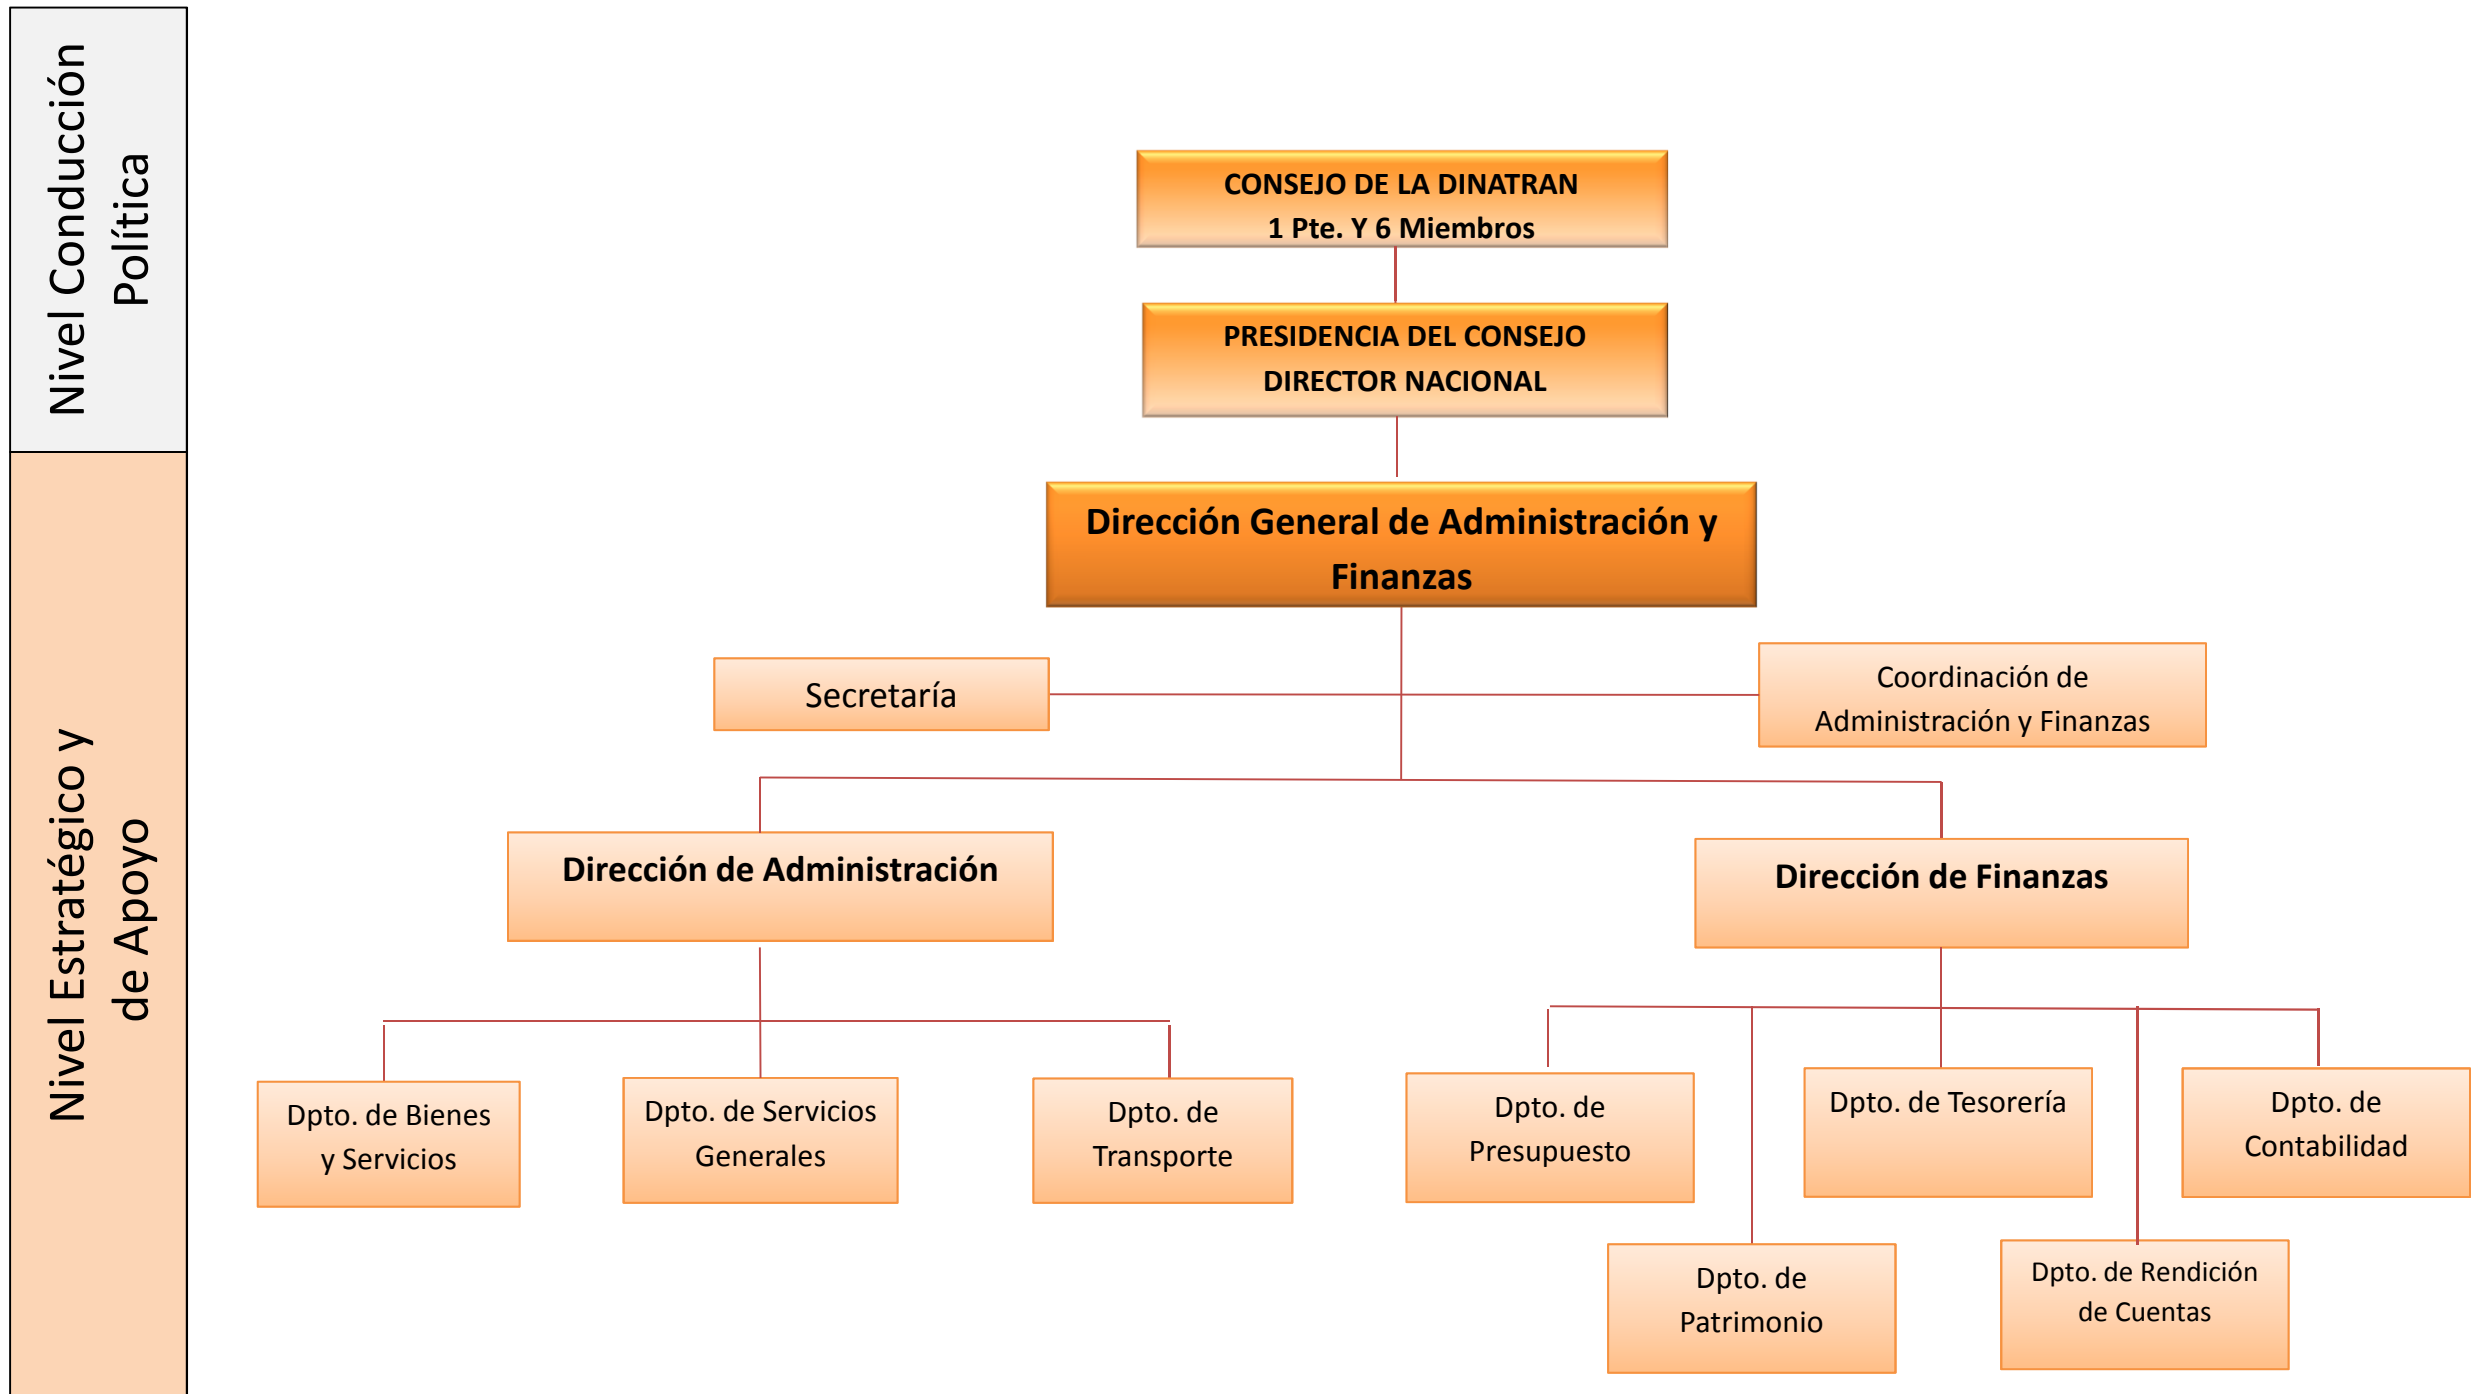 Nivel Conducción
Política
CONSEJO DE LA DINATRAN
1 Pte. Y 6 Miembros
PRESIDENCIA DEL CONSEJO
DIRECTOR NACIONAL
Nivel Estratégico y
de Apoyo
Dirección General de Administración y
Finanzas
Secretaría
Coordinación de
Administración y Finanzas
Dirección de Administración
Dirección de Finanzas
Dpto. de Bienes
y Servicios
Dpto. de Servicios
Generales
Dpto. de
Transporte
Dpto. de
Presupuesto
Dpto. de Tesorería
Dpto. de
Contabilidad
Dpto. de
Patrimonio
Dpto. de Rendición
de Cuentas